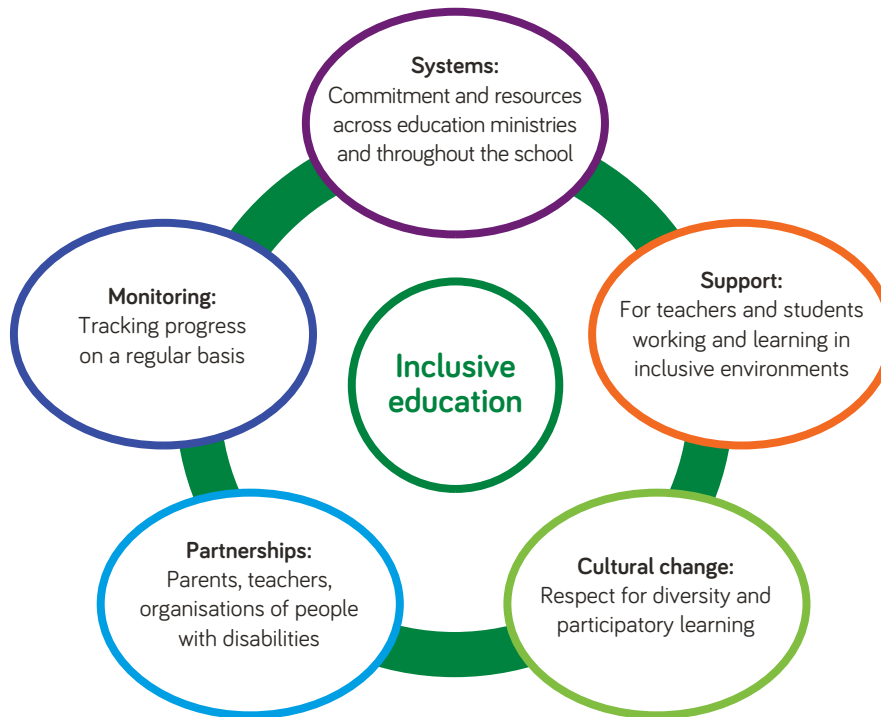 Systems:
Commitment and resources
across education ministries
and throughout the school
Support:
For teachers and students
working and learning in
inclusive environments
Cultural change:
Respect for diversity and
participatory learning
Partnerships:
Parents, teachers,
organisations of people
with disabilities
Monitoring:
Tracking progress
on a regular basis
Inclusive
education